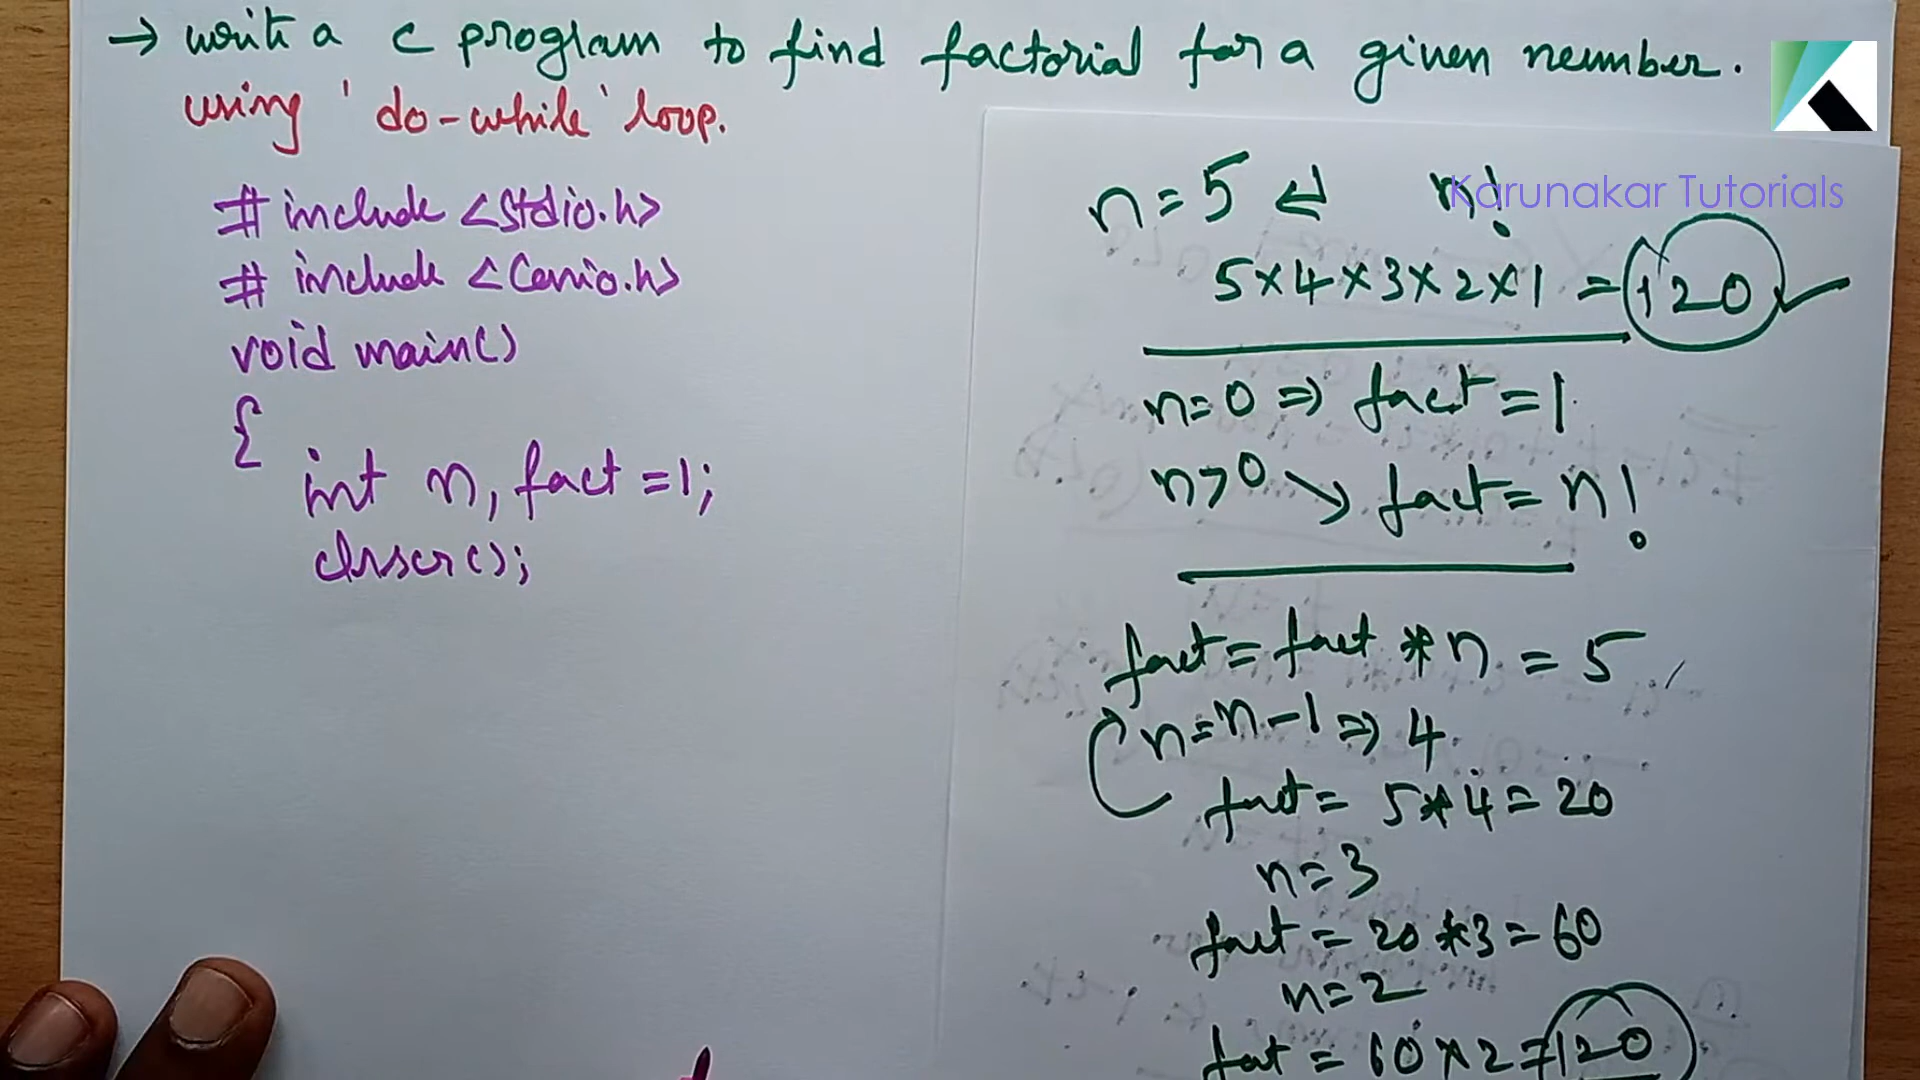 → write a c program to find factorial for a given number.
using 'do-while' loop.
# include <stdio.h>
# include <conio.h>
void main()
{
int n, fact =1;
clrscr();
Karunakar Tutorials
n=5 ↵ n!
5×4×3×2×1 = 120 ✓
n=0 ⇒ fact =1.
n>0 ↘ fact = n!
fact = fact * n = 5
n=n-1 ⇒ 4
fact = 5*4=20
n=3
fact = 20 *3=60
n=2
fat = 60×2=120